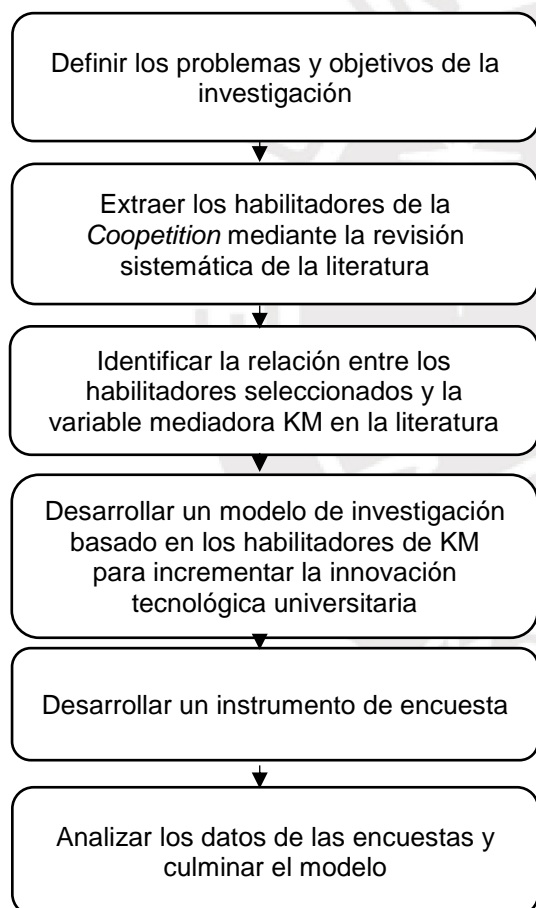 Definir los problemas y objetivos de la
investigación
Extraer los habilitadores de la
Coopetition mediante la revisión
sistemática de la literatura
Identificar la relación entre los
habilitadores seleccionados y la
variable mediadora KM en la literatura
Desarrollar un modelo de investigación
basado en los habilitadores de KM
para incrementar la innovación
tecnológica universitaria
Desarrollar un instrumento de encuesta
Analizar los datos de las encuestas y
culminar el modelo